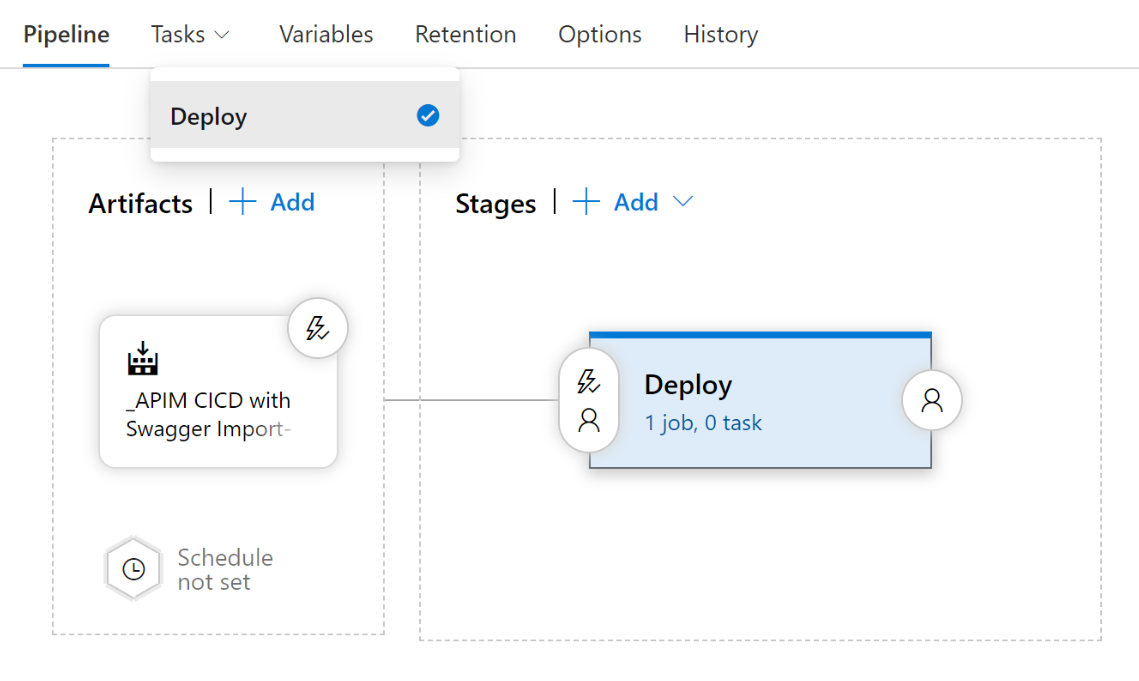 Pipeline Tasks Variables Retention Options History
Deploy
Artifacts | + Add
Stages | + Add
_APIM CICD with
Swagger Import-
Deploy
1 job, 0 task
Schedule
not set